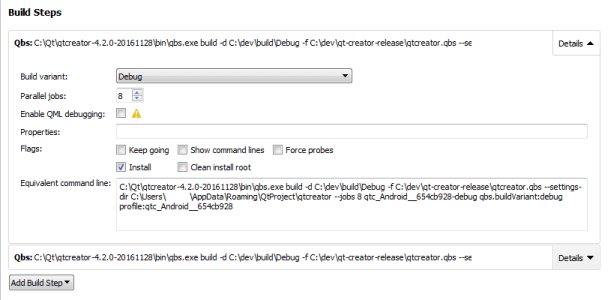 Build Steps
Qbs: C:\Qt\qtcreator-4.2.0-20161128\bin\qbs.exe build -d C:\dev\build\Debug -f C:\dev\qt-creator-release\qtcreator.qbs --se
Details
Build variant: Debug
Parallel jobs: 8
Enable QML debugging:
Properties:
Flags: Keep going Show command lines Force probes
Install Clean install root
Equivalent command line: C:\Qt\qtcreator-4.2.0-20161128\bin\qbs.exe build -d C:\dev\build\Debug -f C:\dev\qt-creator-release\qtcreator.qbs --settings-
dir C:\Users\ \AppData\Roaming\QtProject\qtcreator --jobs 8 qtc_Android__654cb928-debug qbs.buildVariant:debug
profile:qtc_Android__654cb928
Qbs: C:\Qt\qtcreator-4.2.0-20161128\bin\qbs.exe build -d C:\dev\build\Debug -f C:\dev\qt-creator-release\qtcreator.qbs --se
Details
Add Build Step